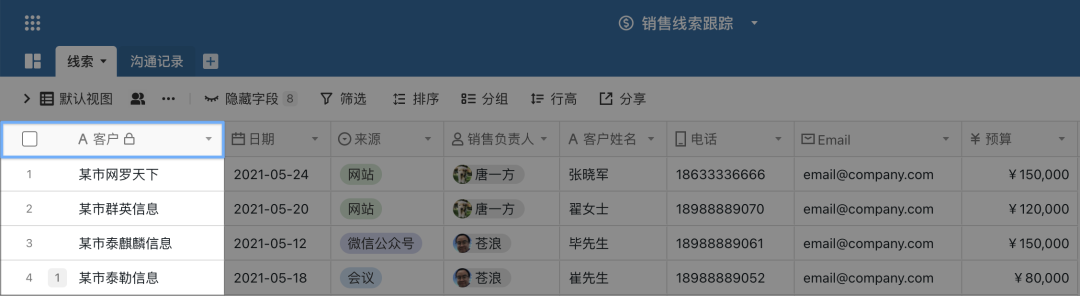 销售线索跟踪
线索 沟通记录
默认视图 隐藏字段 8 筛选 排序 分组 行高 分享
A 客户 日期 来源 销售负责人 A 客户姓名 电话 Email ¥ 预算
1 某市网罗天下 2021-05-24 网站 唐一方 张晓军 18633336666 email@company.com ¥150,000
2 某市群英信息 2021-05-20 网站 唐一方 翟女士 18988889070 email@company.com ¥120,000
3 某市泰麒麟信息 2021-05-12 微信公众号 苍浪 毕先生 18988889061 email@company.com ¥150,000
4 1 某市泰勒信息 2021-05-18 会议 苍浪 崔先生 18988889052 email@company.com ¥80,000